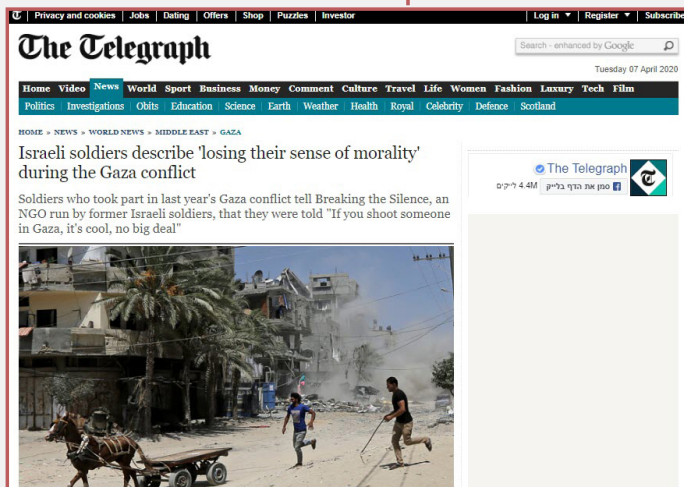 Privacy and cookies | Jobs | Dating | Offers | Shop | Puzzles | Investor
Log in ▼ | Register ▼ | Subscribe
The Telegraph
Search - enhanced by Google
Tuesday 07 April 2020
Home Video News World Sport Business Money Comment Culture Travel Life Women Fashion Luxury Tech Film
Politics | Investigations | Obits | Education | Science | Earth | Weather | Health | Royal | Celebrity | Defence | Scotland
HOME » NEWS » WORLD NEWS » MIDDLE EAST » GAZA
Israeli soldiers describe 'losing their sense of morality'
during the Gaza conflict
Soldiers who took part in last year's Gaza conflict tell Breaking the Silence, an
NGO run by former Israeli soldiers, that they were told "If you shoot someone
in Gaza, it's cool, no big deal"
The Telegraph
סמן את הדף בלייק
4.4M לייקים